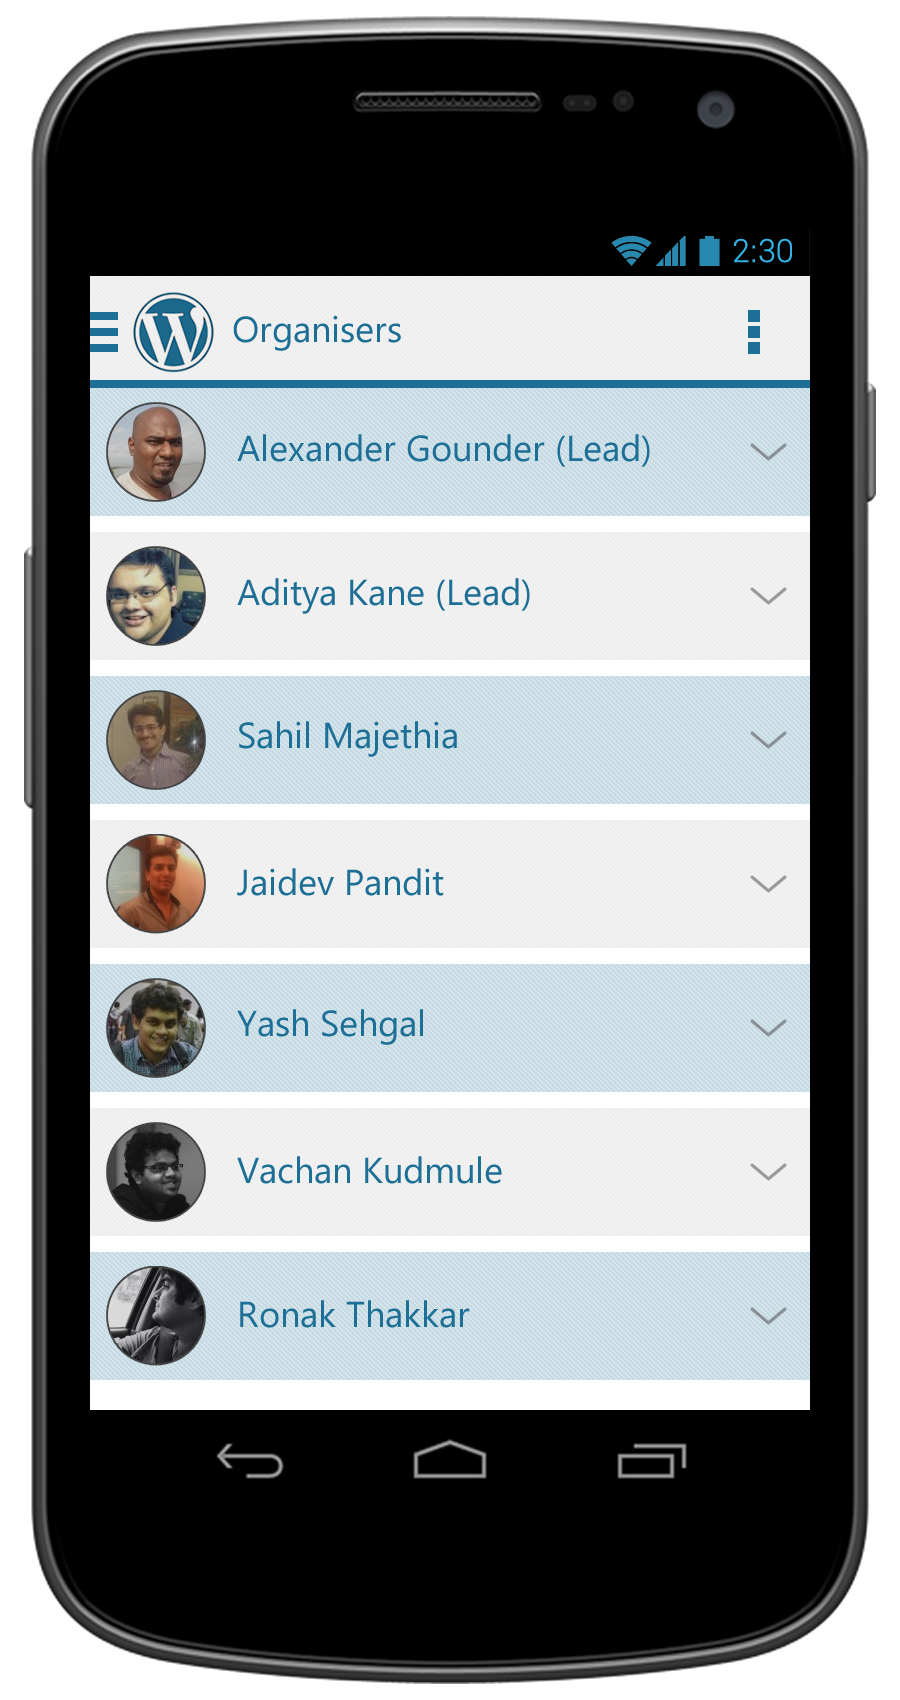 2:30
Organisers
Alexander Gounder (Lead)
Aditya Kane (Lead)
Sahil Majethia
Jaidev Pandit
Yash Sehgal
Vachan Kudmule
Ronak Thakkar